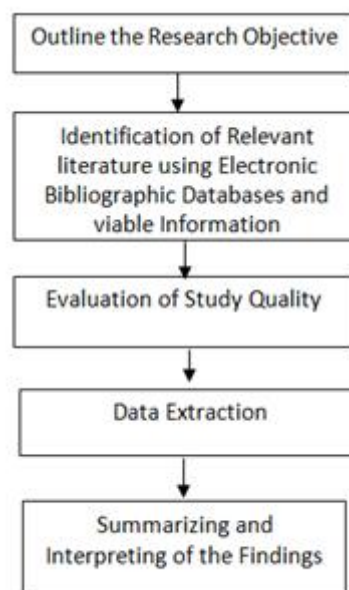 Outline the Research Objective
Identification of Relevant
literature using Electronic
Bibliographic Databases and
viable Information
Evaluation of Study Quality
Data Extraction
Summarizing and
Interpreting of the Findings